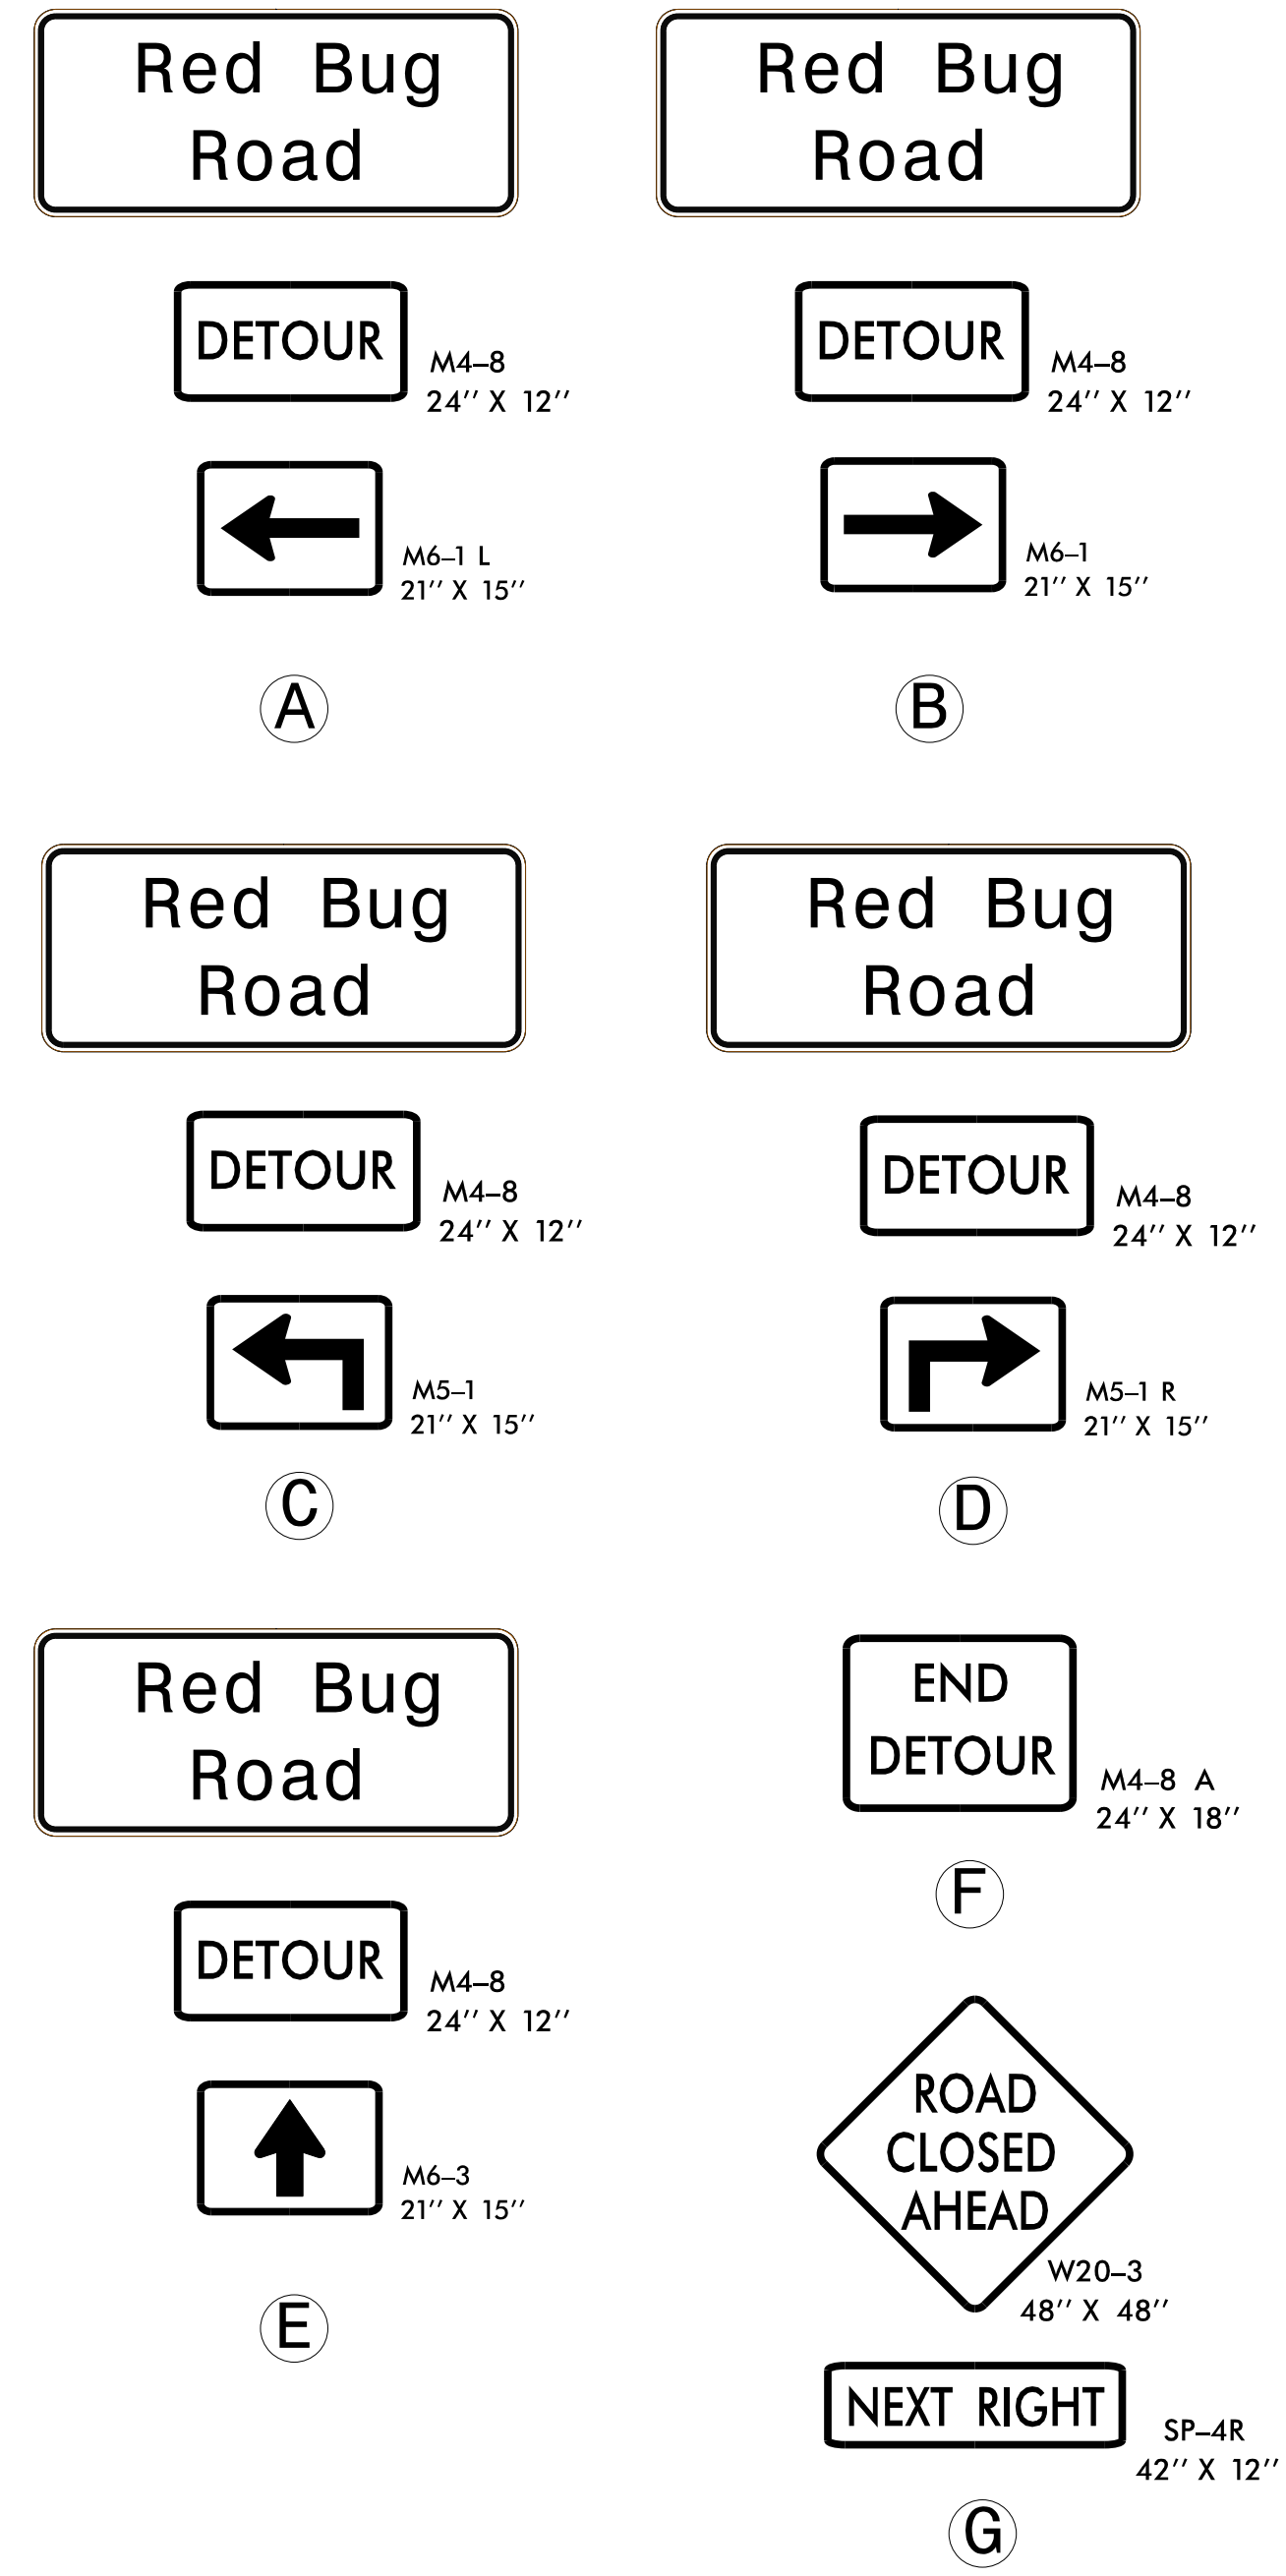 Red Bug
Road
DETOUR
M4–8
24′′ X 12′′
M6–1 L
21′′ X 15′′
A
Red Bug
Road
DETOUR
M4–8
24′′ X 12′′
M6–1
21′′ X 15′′
B
Red Bug
Road
DETOUR
M4–8
24′′ X 12′′
M5–1
21′′ X 15′′
C
Red Bug
Road
DETOUR
M4–8
24′′ X 12′′
M5–1 R
21′′ X 15′′
D
Red Bug
Road
DETOUR
M4–8
24′′ X 12′′
M6–3
21′′ X 15′′
E
END
DETOUR
M4–8 A
24′′ X 18′′
F
ROAD
CLOSED
AHEAD
W20–3
48′′ X 48′′
NEXT RIGHT
SP–4R
42′′ X 12′′
G